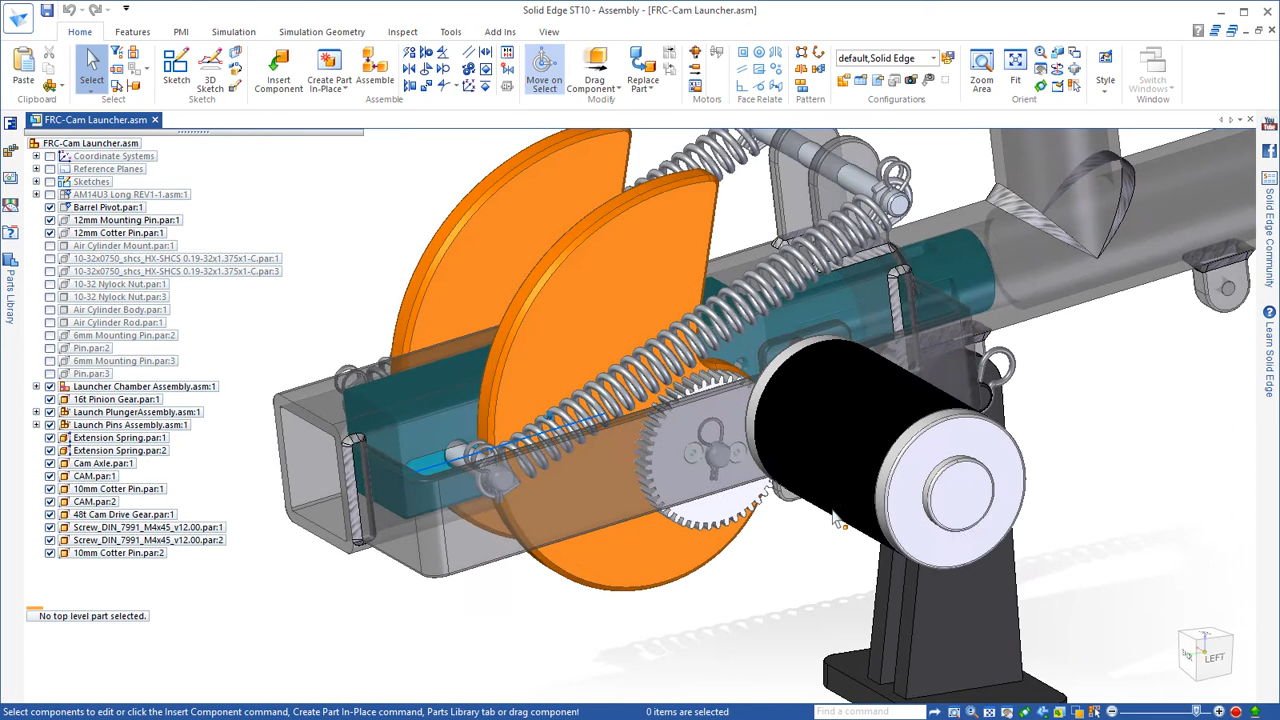 Solid Edge ST10 - Assembly - [FRC-Cam Launcher.asm]
Home Features PMI Simulation Simulation Geometry Inspect Tools Add Ins View
Paste
Clipboard
Select
Select
Sketch
3D Sketch
Sketch
Insert Component
Create Part In-Place
Assemble
Assemble
Move on Select
Drag Component
Replace Part
Modify
Motors
Face Relate
Pattern
default,Solid Edge
Configurations
Zoom Area
Fit
Orient
Style
Switch Windows
Window
FRC-Cam Launcher.asm
FRC-Cam Launcher.asm
Coordinate Systems
Reference Planes
Sketches
AM14U3 Long REV1-1.asm:1
Barrel Pivot.par:1
12mm Mounting Pin.par:1
12mm Cotter Pin.par:1
Air Cylinder Mount.par:1
10-32x0750_shcs_HX-SHCS 0.19-32x1.375x1-C.par:1
10-32x0750_shcs_HX-SHCS 0.19-32x1.375x1-C.par:3
10-32 Nylock Nut.par:1
10-32 Nylock Nut.par:3
Air Cylinder Body.par:1
Air Cylinder Rod.par:1
6mm Mounting Pin.par:2
Pin.par:2
6mm Mounting Pin.par:3
Pin.par:3
Launcher Chamber Assembly.asm:1
16t Pinion Gear.par:1
Launch PlungerAssembly.asm:1
Launch Pins Assembly.asm:1
Extension Spring.par:1
Extension Spring.par:2
Cam Axle.par:1
CAM.par:1
10mm Cotter Pin.par:1
CAM.par:2
48t Cam Drive Gear.par:1
Screw_DIN_7991_M4x45_v12.00.par:1
Screw_DIN_7991_M4x45_v12.00.par:2
10mm Cotter Pin.par:2
No top level part selected.
Parts Library
You Tube
Solid Edge Community
YouTube
LEFT
Select components to edit or click the Insert Component command, Create Part In-Place command, Parts Library tab or drag component
0 items are selected
Find a command